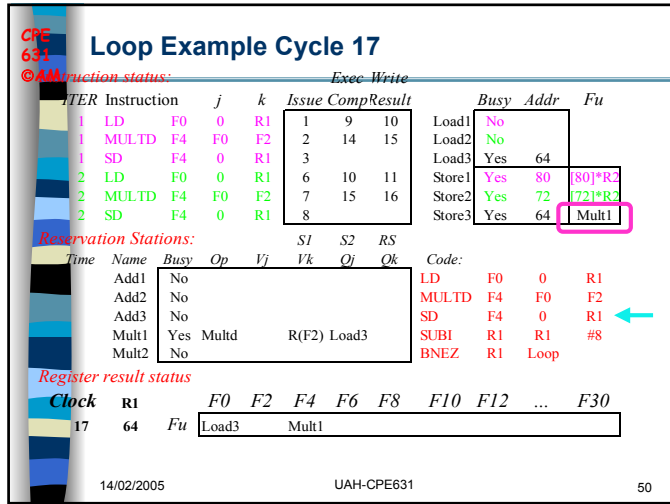 CPE
631
©AM
Loop Example Cycle 17
Instruction status: Exec Write
ITER Instruction j k Issue Comp Result Busy Addr Fu
1 LD F0 0 R1 1 9 10 Load1 No
1 MULTD F4 F0 F2 2 14 15 Load2 No
1 SD F4 0 R1 3 Load3 Yes 64
2 LD F0 0 R1 6 10 11 Store1 Yes 80 [80]*R2
2 MULTD F4 F0 F2 7 15 16 Store2 Yes 72 [72]*R2
2 SD F4 0 R1 8 Store3 Yes 64 Mult1
Reservation Stations: S1 S2 RS
Time Name Busy Op Vj Vk Qj Qk Code:
Add1 No LD F0 0 R1
Add2 No MULTD F4 F0 F2
Add3 No SD F4 0 R1
Mult1 Yes Multd R(F2) Load3 SUBI R1 R1 #8
Mult2 No BNEZ R1 Loop
Register result status
Clock R1 F0 F2 F4 F6 F8 F10 F12 ... F30
17 64 Fu Load3 Mult1
14/02/2005 UAH-CPE631 50